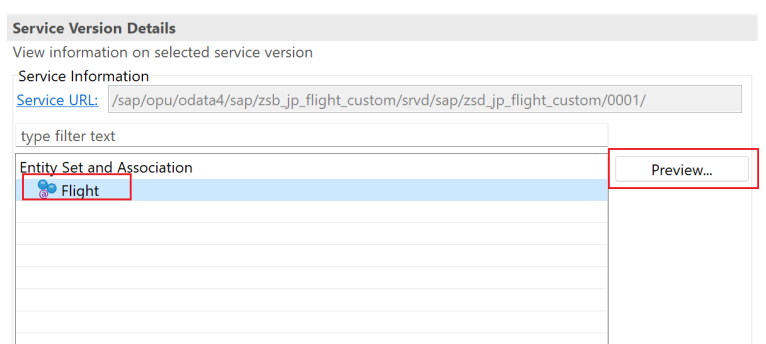 Service Version Details
View information on selected service version
Service Information
Service URL: /sap/opu/odata4/sap/zsb_jp_flight_custom/srvd/sap/zsd_jp_flight_custom/0001/
type filter text
Entity Set and Association
Preview...
Flight